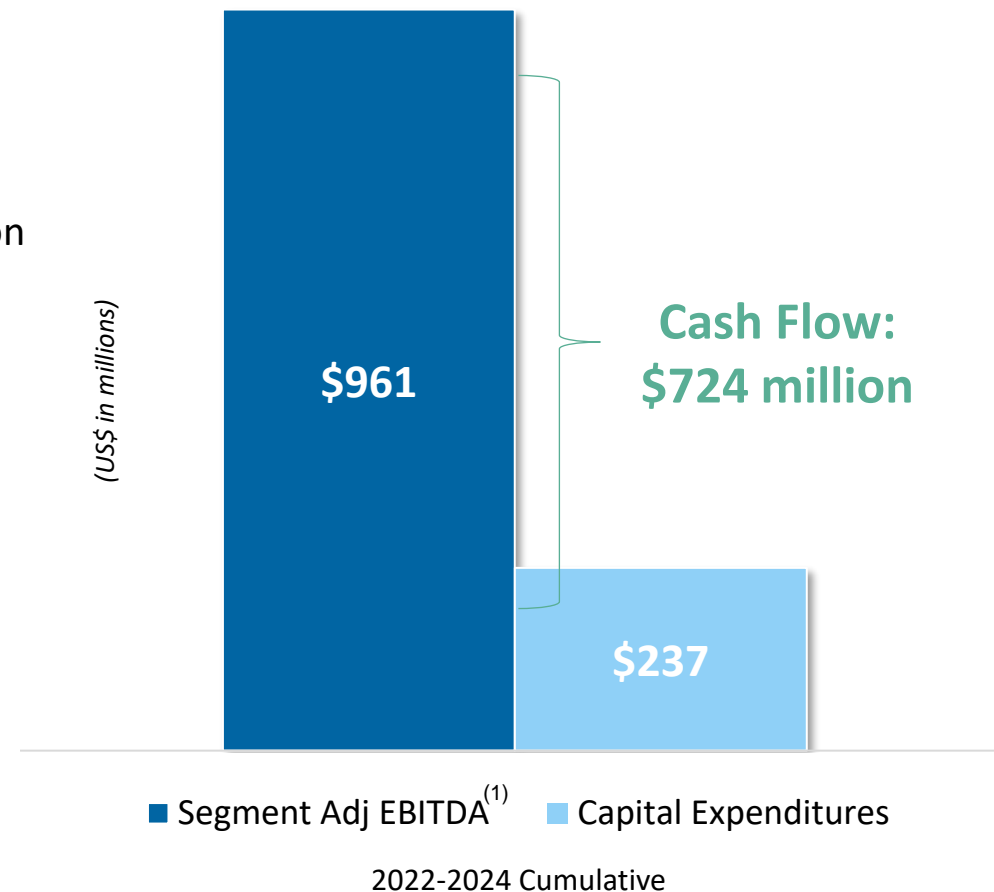 on
(US$ in millions)
$961
Cash Flow:
$724 million
$237
Segment Adj EBITDA(1)
Capital Expenditures
2022-2024 Cumulative